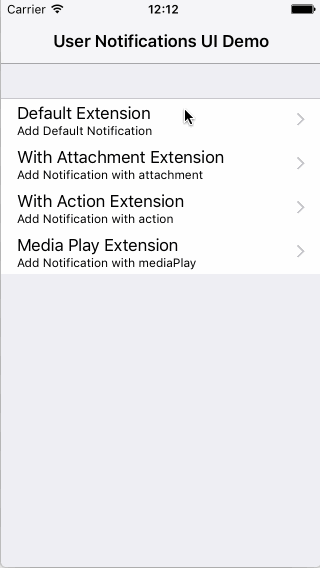 Carrier 12:12
User Notifications UI Demo
Default Extension
Add Default Notification
With Attachment Extension
Add Notification with attachment
With Action Extension
Add Notification with action
Media Play Extension
Add Notification with mediaPlay